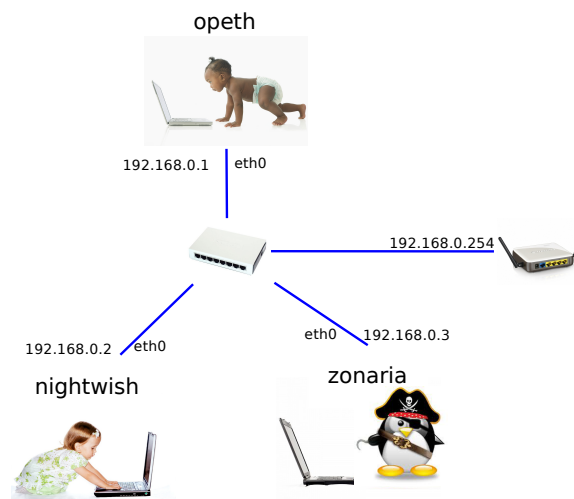 opeth
192.168.0.1
eth0
192.168.0.254
192.168.0.2
eth0
eth0
192.168.0.3
nightwish
zonaria